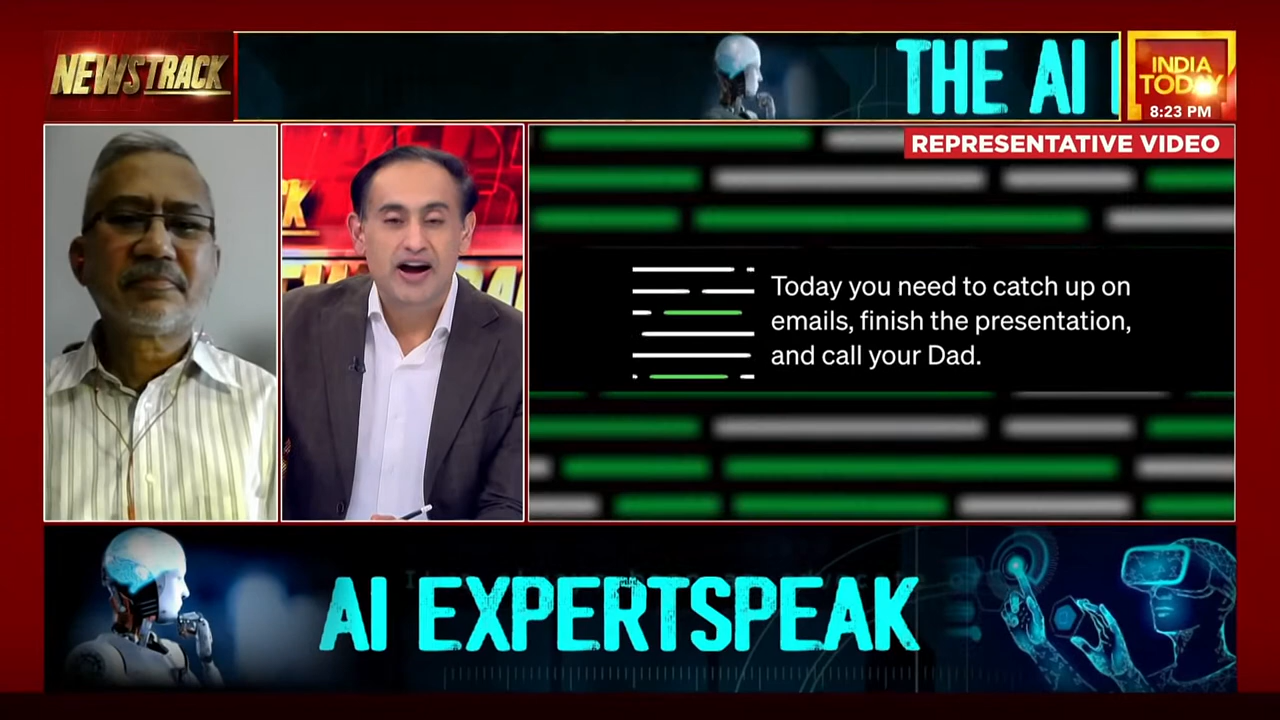 NEWSTRACK
THE AI
INDIA
TODAY
8:23 PM
REPRESENTATIVE VIDEO
Today you need to catch up on
emails, finish the presentation,
and call your Dad.
AI EXPERTSPEAK